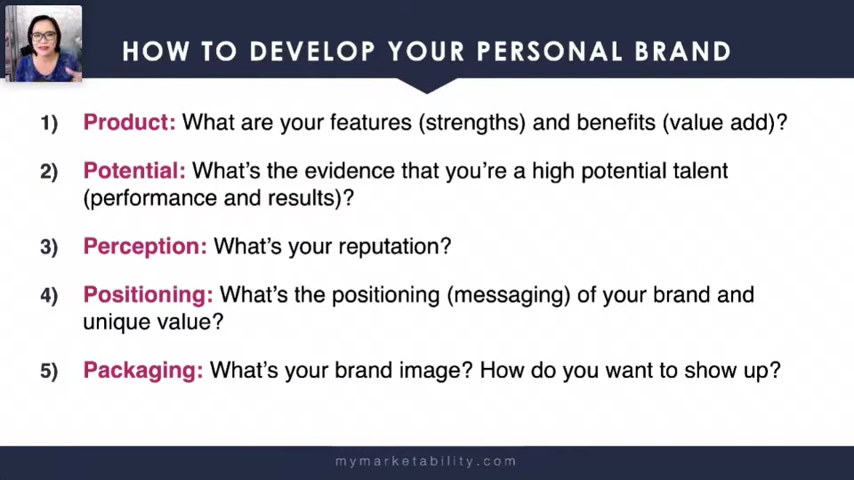 HOW TO DEVELOP YOUR PERSONAL BRAND
1) Product: What are your features (strengths) and benefits (value add)?
2) Potential: What's the evidence that you're a high potential talent
(performance and results)?
3) Perception: What's your reputation?
4) Positioning: What's the positioning (messaging) of your brand and
unique value?
5) Packaging: What's your brand image? How do you want to show up?
mymarketability.com